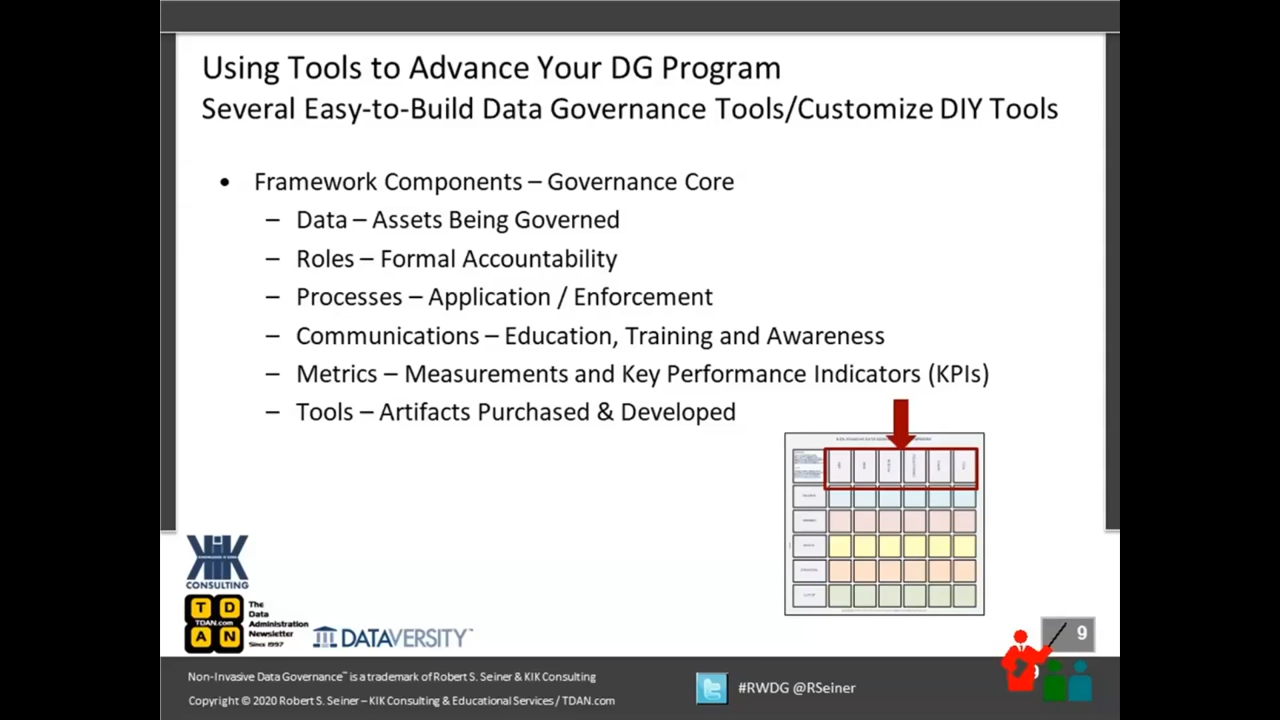 Using Tools to Advance Your DG Program
Several Easy-to-Build Data Governance Tools/Customize DIY Tools
• Framework Components – Governance Core
– Data – Assets Being Governed
– Roles – Formal Accountability
– Processes – Application / Enforcement
– Communications – Education, Training and Awareness
– Metrics – Measurements and Key Performance Indicators (KPIs)
– Tools – Artifacts Purchased & Developed
KIK
CONSULTING
T D
TDAN.com
A N
The
Data
Administration
Newsletter
Since 1997
DATAVERSITY™
9
9
Non-Invasive Data Governance™ is a trademark of Robert S. Seiner & KIK Consulting
Copyright © 2020 Robert S. Seiner – KIK Consulting & Educational Services / TDAN.com
#RWDG @RSeiner